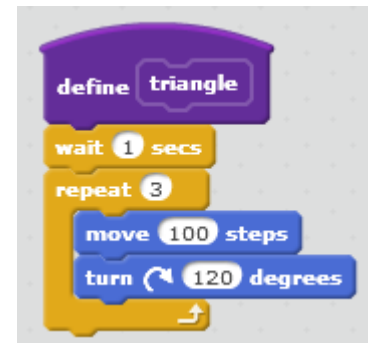 define triangle
wait 1 secs
repeat 3
move 100 steps
turn 120 degrees